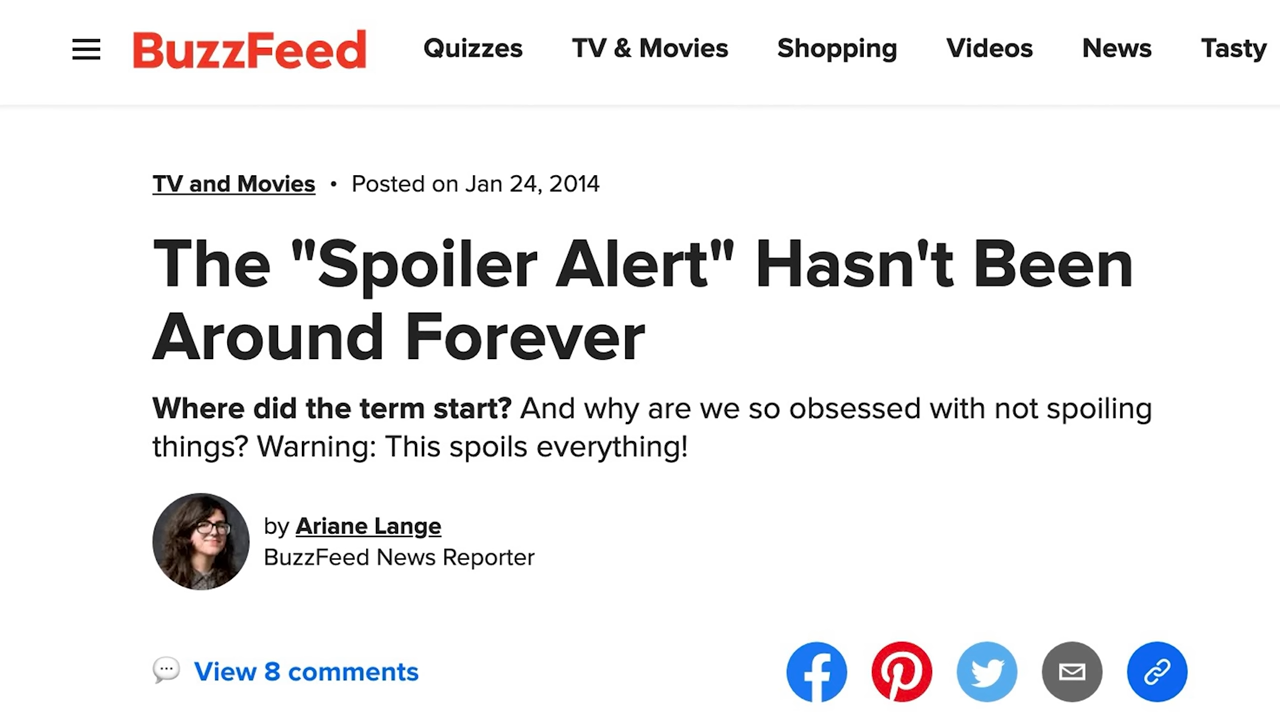 BuzzFeed Quizzes TV & Movies Shopping Videos News Tasty
TV and Movies • Posted on Jan 24, 2014
The "Spoiler Alert" Hasn't Been
Around Forever
Where did the term start? And why are we so obsessed with not spoiling
things? Warning: This spoils everything!
by Ariane Lange
BuzzFeed News Reporter
View 8 comments